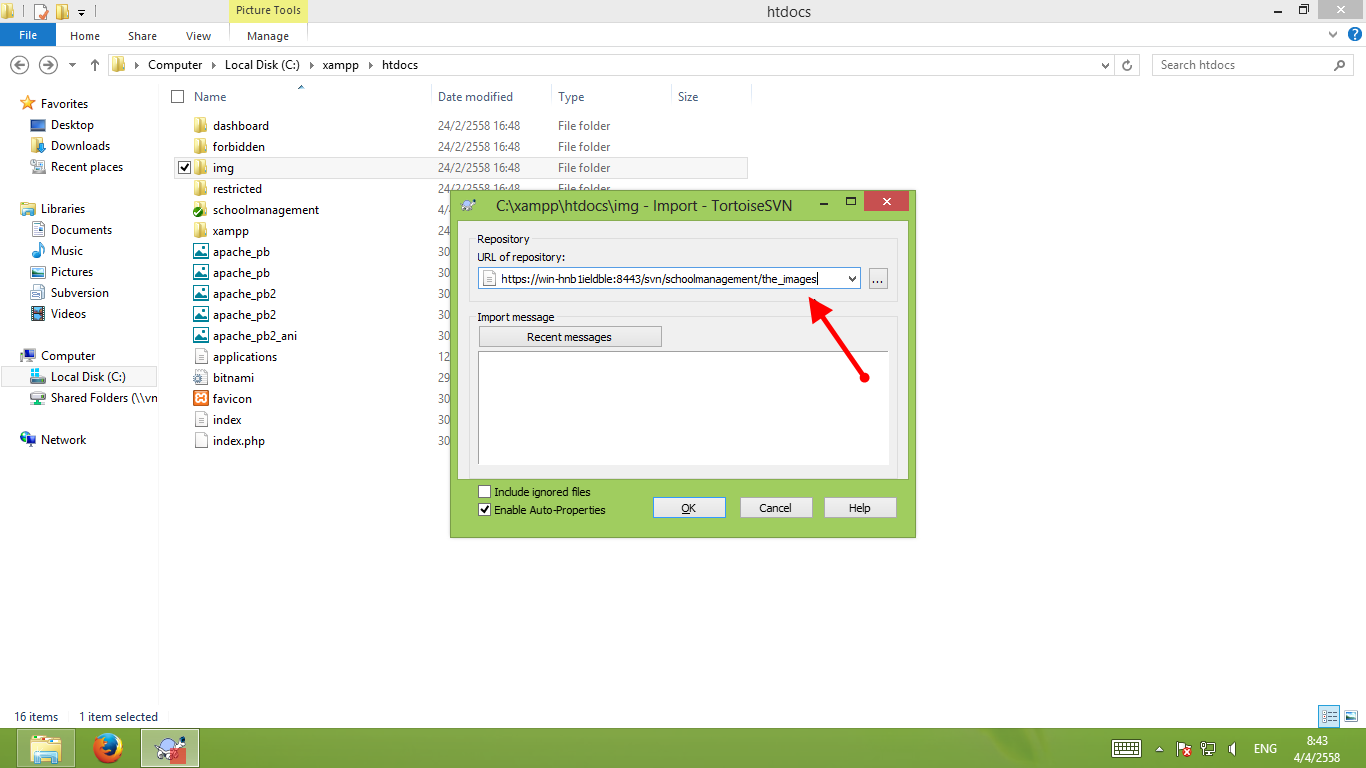 Picture Tools
htdocs
File Home Share View Manage
Computer Local Disk (C:) xampp htdocs
Search htdocs
Name Date modified Type Size
Favorites
Desktop
Downloads
Recent places
Libraries
Documents
Music
Pictures
Subversion
Videos
Computer
Local Disk (C:)
Shared Folders (\\vn
Network
dashboard 24/2/2558 16:48 File folder
forbidden 24/2/2558 16:48 File folder
img 24/2/2558 16:48 File folder
restricted 24/2/2558 16:48 File folder
schoolmanagement 4/
xampp 24
apache_pb 30
apache_pb 30
apache_pb2 30
apache_pb2 30
apache_pb2_ani 30
applications 12
bitnami 29
favicon 30
index 30
index.php 30
C:\xampp\htdocs\img - Import - TortoiseSVN
Repository
URL of repository:
https://win-hnb1ieldble:8443/svn/schoolmanagement/the_images
...
Import message
Recent messages
Include ignored files
Enable Auto-Properties
OK Cancel Help
16 items 1 item selected
ENG
8:43
4/4/2558